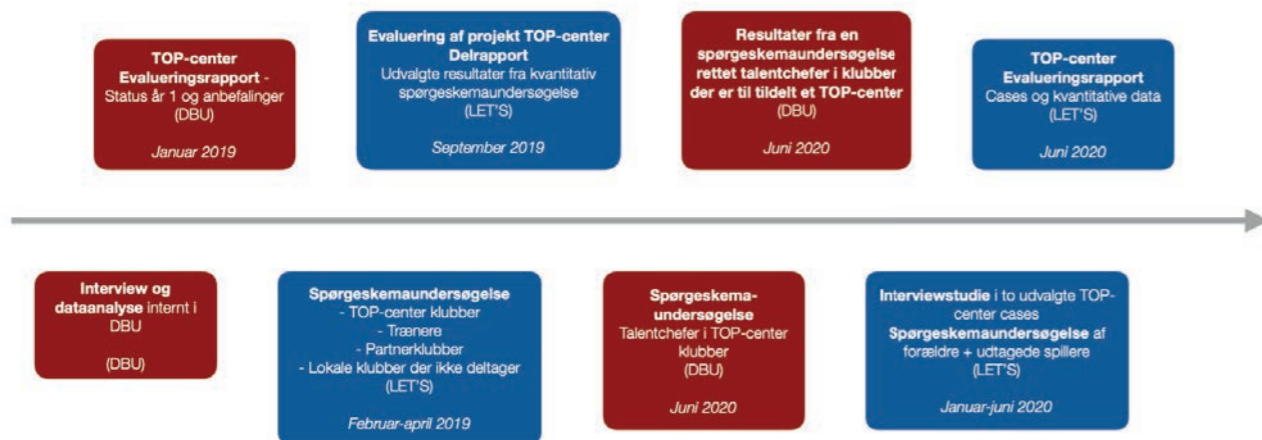 TOP-center
Evalueringsrapport -
Status år 1 og anbefalinger
(DBU)
Januar 2019
Evaluering af projekt TOP-center
Delrapport
Udvalgte resultater fra kvantitativ
spørgeskemaundersøgelse
(LET'S)
September 2019
Resultater fra en
spørgeskemaundersøgelse
rettet talentchefer i klubber
der er til tildelt et TOP-center
(DBU)
Juni 2020
TOP-center
Evalueringsrapport
Cases og kvantitative data
(LET'S)
Juni 2020
Interview og
dataanalyse internt i
DBU
(DBU)
Spørgeskemaundersøgelse
- TOP-center klubber
- Trænere
- Partnerklubber
- Lokale klubber der ikke deltager
(LET'S)
Februar-april 2019
Spørgeskema-
undersøgelse
Talentchefer i TOP-center
klubber
(DBU)
Juni 2020
Interviewstudie i to udvalgte TOP-
center cases
Spørgeskemaundersøgelse af
forældre + udtagede spillere
(LET'S)
Januar-juni 2020